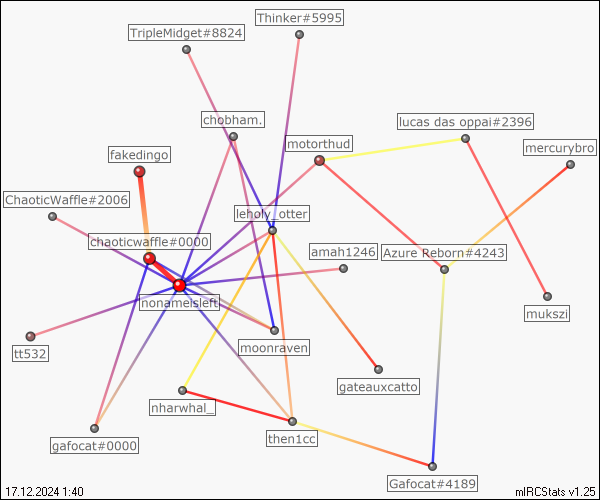 Thinker#5995
TripleMidget#8824
chobham.
lucas das oppai#2396
motorthud
mercurybro
fakedingo
ChaoticWaffle#2006
leholy_otter
chaoticwaffle#0000
amah1246
Azure Reborn#4243
nonameisleft
mukszi
moonraven
tt532
gateauxcatto
nharwhal_
then1cc
gafocat#0000
Gafocat#4189
17.12.2024 1:40
mIRCStats v1.25